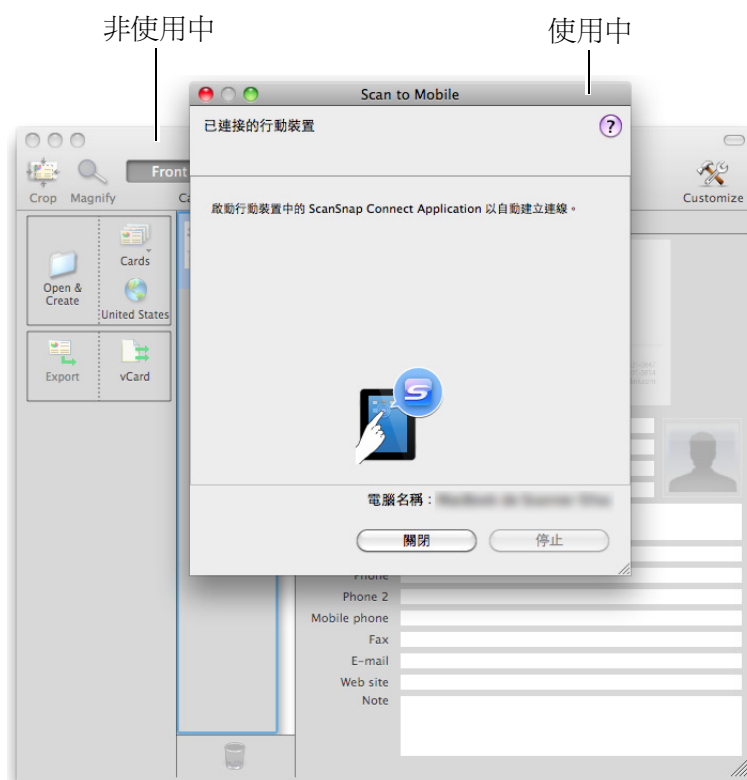 非使用中
使用中
Scan to Mobile
已連接的行動裝置
?
啟動行動裝置中的 ScanSnap Connect Application 以自動建立連線。
S
電腦名稱：
關閉
停止
Crop
Magnify
Front
Ca
Customize
Open &
Create
Cards
United States
Export
vCard
Phone
Phone 2
Mobile phone
Fax
E-mail
Web site
Note